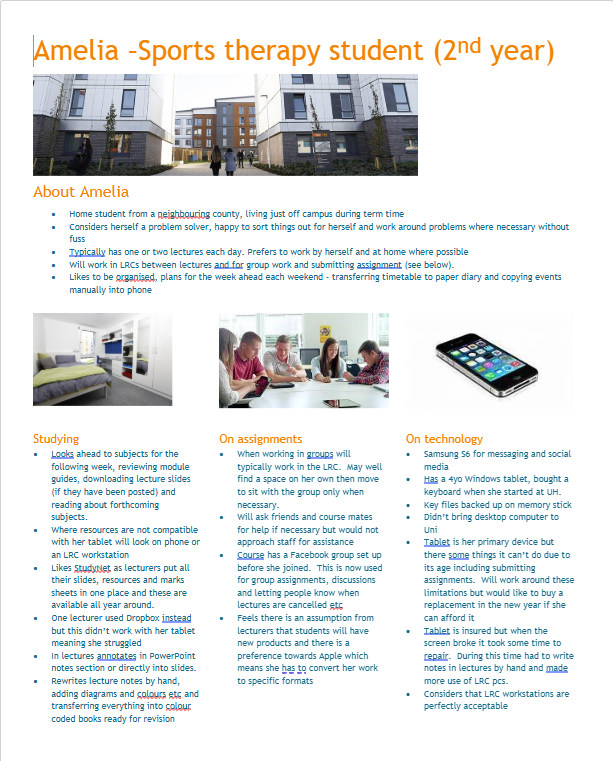 Amelia –Sports therapy student (2nd year)
About Amelia
• Home student from a neighbouring county, living just off campus during term time
• Considers herself a problem solver, happy to sort things out for herself and work around problems where necessary without
fuss
• Typically has one or two lectures each day. Prefers to work by herself and at home where possible
• Will work in LRCs between lectures and for group work and submitting assignment (see below).
• Likes to be organised, plans for the week ahead each weekend - transferring timetable to paper diary and copying events
manually into phone
Studying
• Looks ahead to subjects for the
following week, reviewing module
guides, downloading lecture slides
(if they have been posted) and
reading about forthcoming
subjects.
• Where resources are not compatible
with her tablet will look on phone or
an LRC workstation
• Likes StudyNet as lecturers put all
their slides, resources and marks
sheets in one place and these are
available all year around.
• One lecturer used Dropbox instead
but this didn't work with her tablet
meaning she struggled
• In lectures annotates in PowerPoint
notes section or directly into slides.
• Rewrites lecture notes by hand,
adding diagrams and colours etc and
transferring everything into colour
coded books ready for revision
On assignments
• When working in groups will
typically work in the LRC. May well
find a space on her own then move
to sit with the group only when
necessary.
• Will ask friends and course mates
for help if necessary but would not
approach staff for assistance
• Course has a Facebook group set up
before she joined. This is now used
for group assignments, discussions
and letting people know when
lectures are cancelled etc
• Feels there is an assumption from
lecturers that students will have
new products and there is a
preference towards Apple which
means she has to convert her work
to specific formats
On technology
• Samsung S6 for messaging and social
media
• Has a 4yo Windows tablet, bought a
keyboard when she started at UH.
• Key files backed up on memory stick
• Didn't bring desktop computer to
Uni
• Tablet is her primary device but
there some things it can't do due to
its age including submitting
assignments. Will work around these
limitations but would like to buy a
replacement in the new year if she
can afford it
• Tablet is insured but when the
screen broke it took some time to
repair. During this time had to write
notes in lectures by hand and made
more use of LRC pcs.
• Considers that LRC workstations are
perfectly acceptable